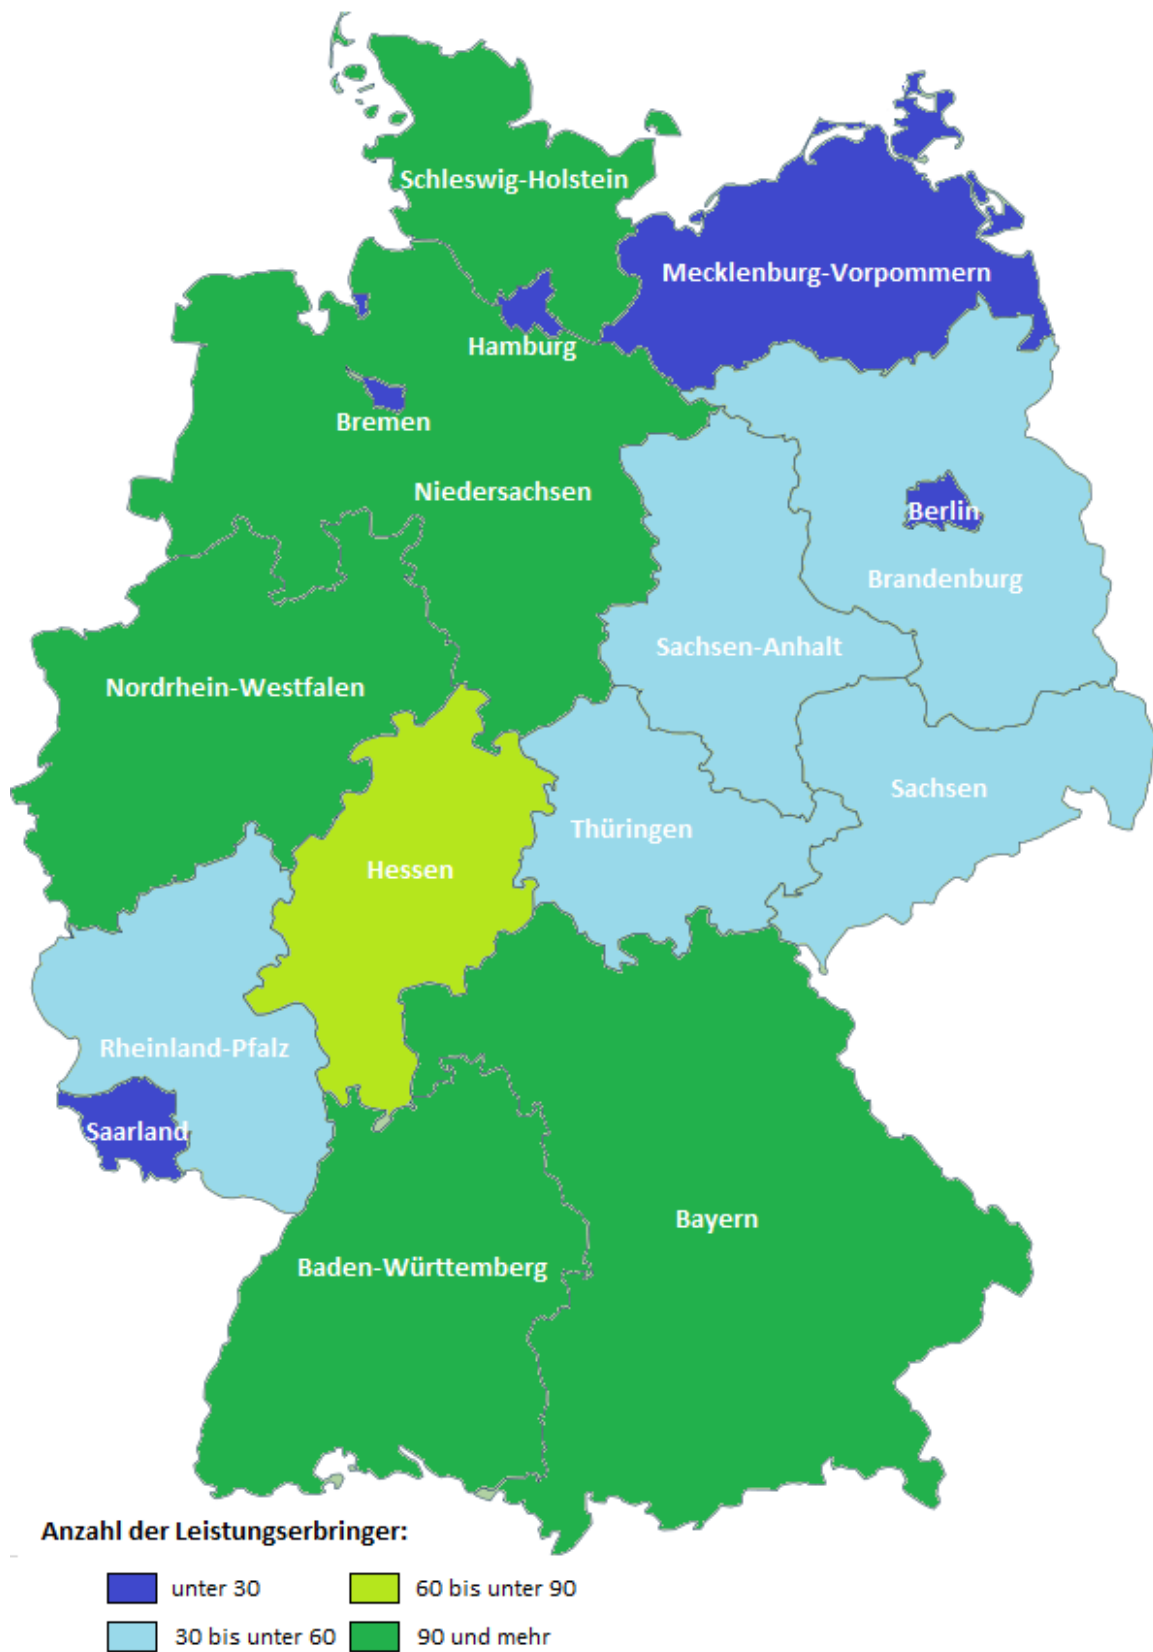 Schleswig-Holstein
Mecklenburg-Vorpommern
Hamburg
Bremen
Niedersachsen
Berlin
Brandenburg
Sachsen-Anhalt
Nordrhein-Westfalen
Sachsen
Thüringen
Hessen
Rheinland-Pfalz
Saarland
Bayern
Baden-Württemberg
Anzahl der Leistungserbringer:
unter 30
60 bis unter 90
30 bis unter 60
90 und mehr